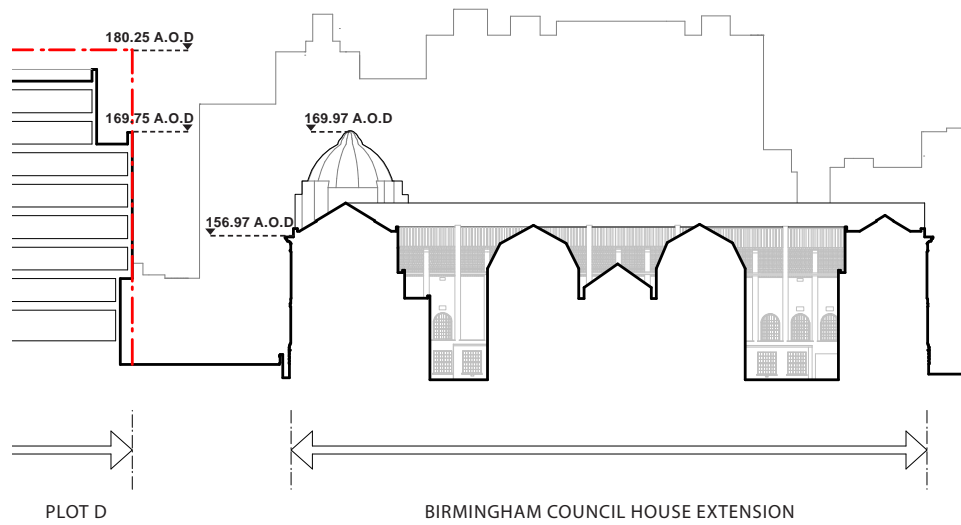 180.25 A.O.D
169.75 A.O.D
169.97 A.O.D
156.97 A.O.D
PLOT D
BIRMINGHAM COUNCIL HOUSE EXTENSION